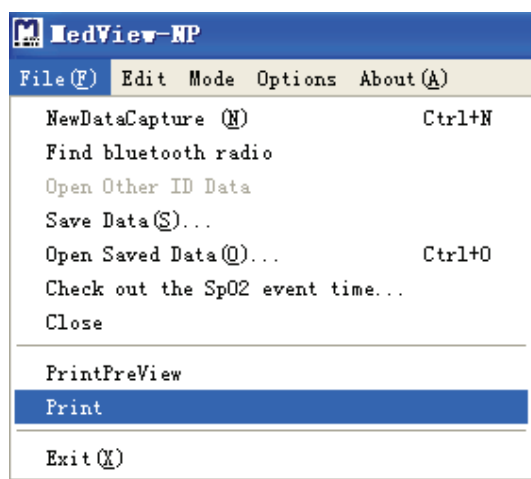 MedView-NP
File(F) Edit Mode Options About(A)
NewDataCapture (N) Ctrl+N
Find bluetooth radio
Open Other ID Data
Save Data(S)...
Open Saved Data(O)... Ctrl+O
Check out the SpO2 event time...
Close
PrintPreView
Print
Exit(X)